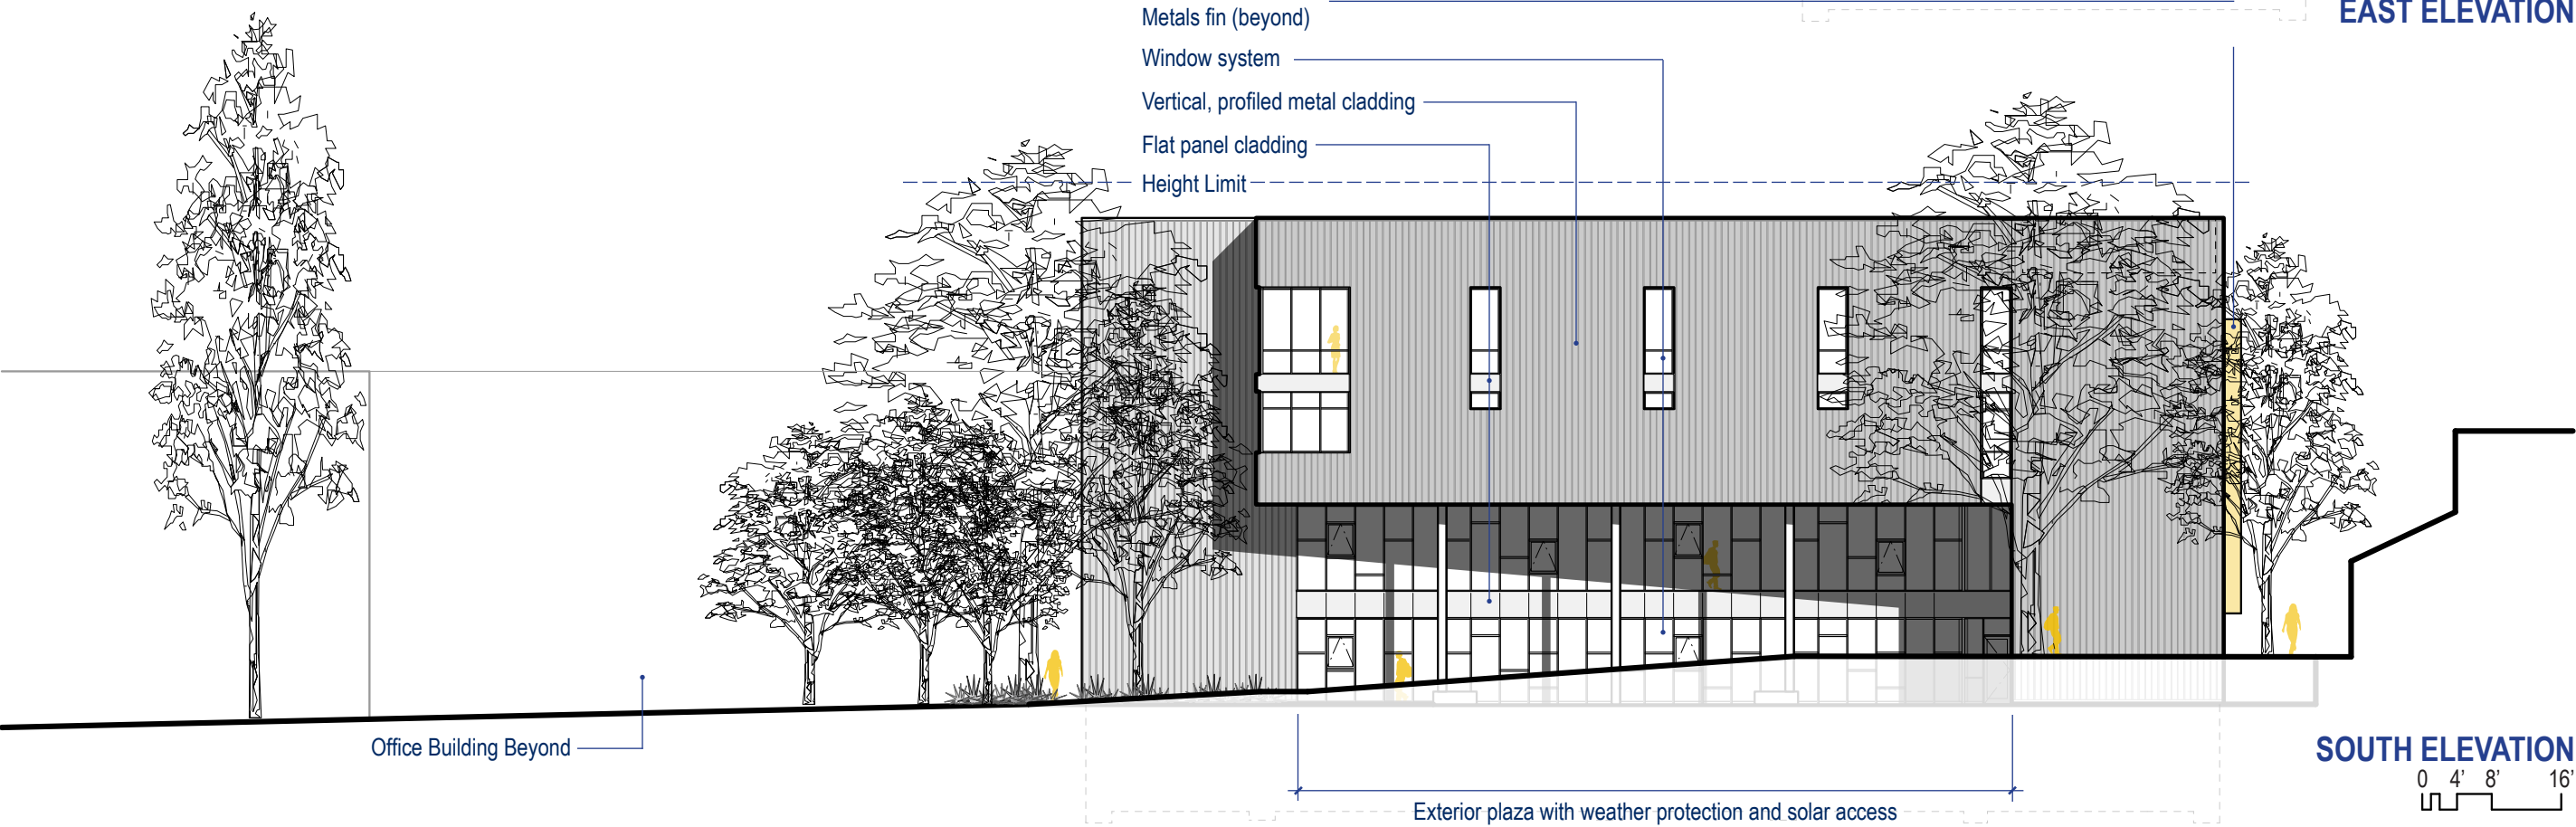 EAST ELEVATION
Metals fin (beyond)
Window system
Vertical, profiled metal cladding
Flat panel cladding
Height Limit
Office Building Beyond
SOUTH ELEVATION
0 4’ 8’ 16’
Exterior plaza with weather protection and solar access